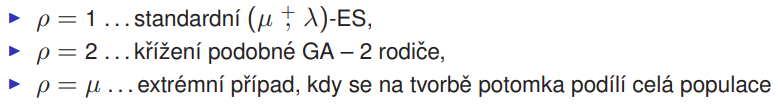 ▶ ρ = 1 … standardní (μ +, λ)-ES,
▶ ρ = 2 … křížení podobné GA – 2 rodiče,
▶ ρ = μ … extrémní případ, kdy se na tvorbě potomka podílí celá populace